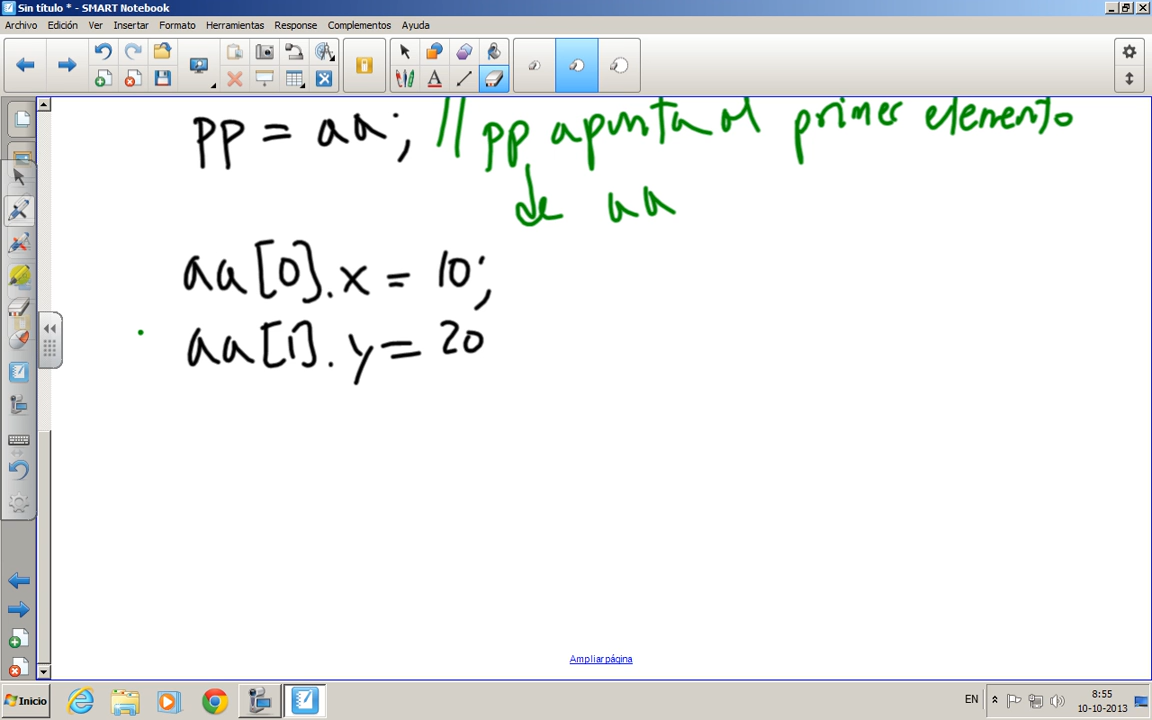 Sin título * - SMART Notebook
Archivo Edición Ver Insertar Formato Herramientas Response Complementos Ayuda
pp = aa; // pp apunta al primer elemento
de aa
aa[0].x = 10;
aa[1].y = 20
Ampliar página
Inicio
EN
8:55
10-10-2013